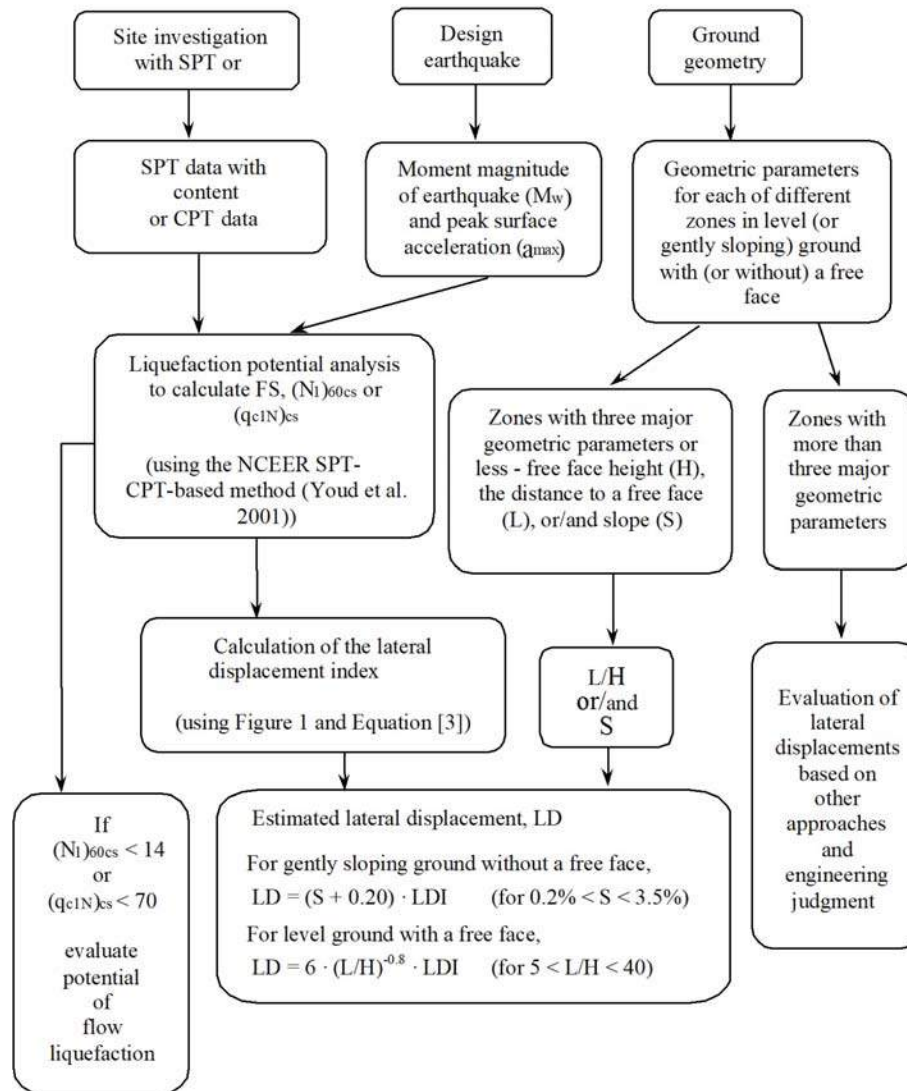 Site investigation
with SPT or
Design
earthquake
Ground
geometry
SPT data with
content
or CPT data
Moment magnitude
of earthquake (Mw)
and peak surface
acceleration (amax)
Geometric parameters
for each of different
zones in level (or
gently sloping) ground
with (or without) a free
face
Liquefaction potential analysis
to calculate FS, (N1)60cs or
(qc1N)cs
(using the NCEER SPT-
CPT-based method (Youd et al.
2001))
Zones with three major
geometric parameters or
less - free face height (H),
the distance to a free face
(L), or/and slope (S)
Zones with
more than
three major
geometric
parameters
Calculation of the lateral
displacement index
(using Figure 1 and Equation [3])
L/H
or/and
S
Evaluation of
lateral
displacements
based on
other
approaches
and
engineering
judgment
If
(N1)60cs < 14
or
(qc1N)cs < 70
evaluate
potential
of
flow
liquefaction
Estimated lateral displacement, LD
For gently sloping ground without a free face,
LD = (S + 0.20) · LDI (for 0.2% < S < 3.5%)
For level ground with a free face,
LD = 6 · (L/H)-0.8 · LDI (for 5 < L/H < 40)